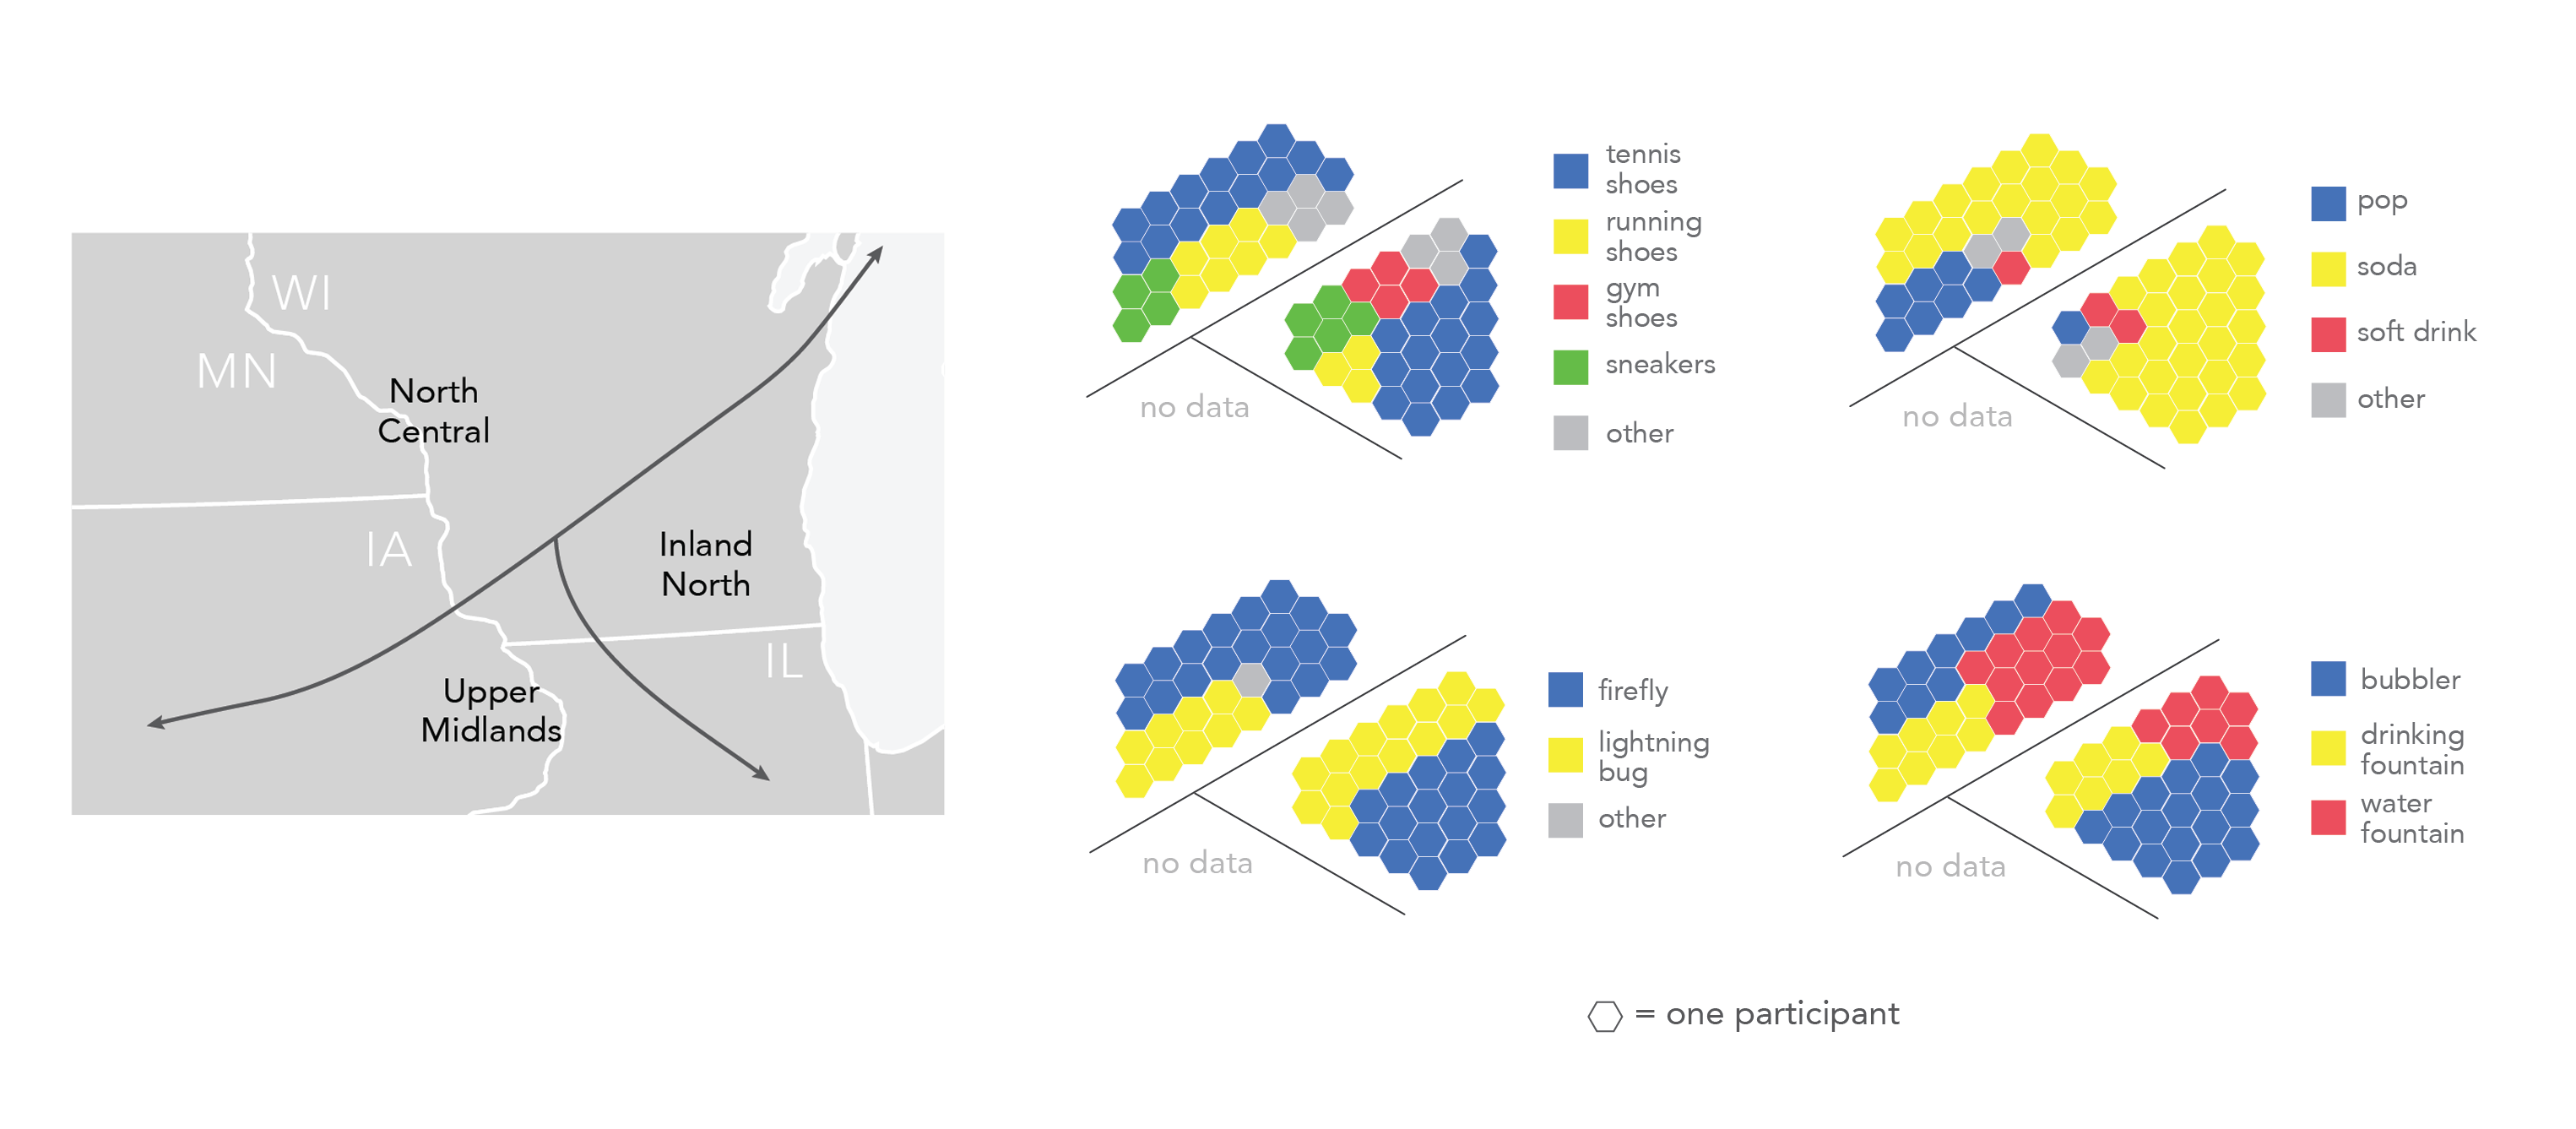 WI
MN
North
Central
IA
Inland
North
IL
Upper
Midlands
no data
tennis
shoes
running
shoes
gym
shoes
sneakers
other
no data
pop
soda
soft drink
other
no data
firefly
lightning
bug
other
no data
bubbler
drinking
fountain
water
fountain
= one participant